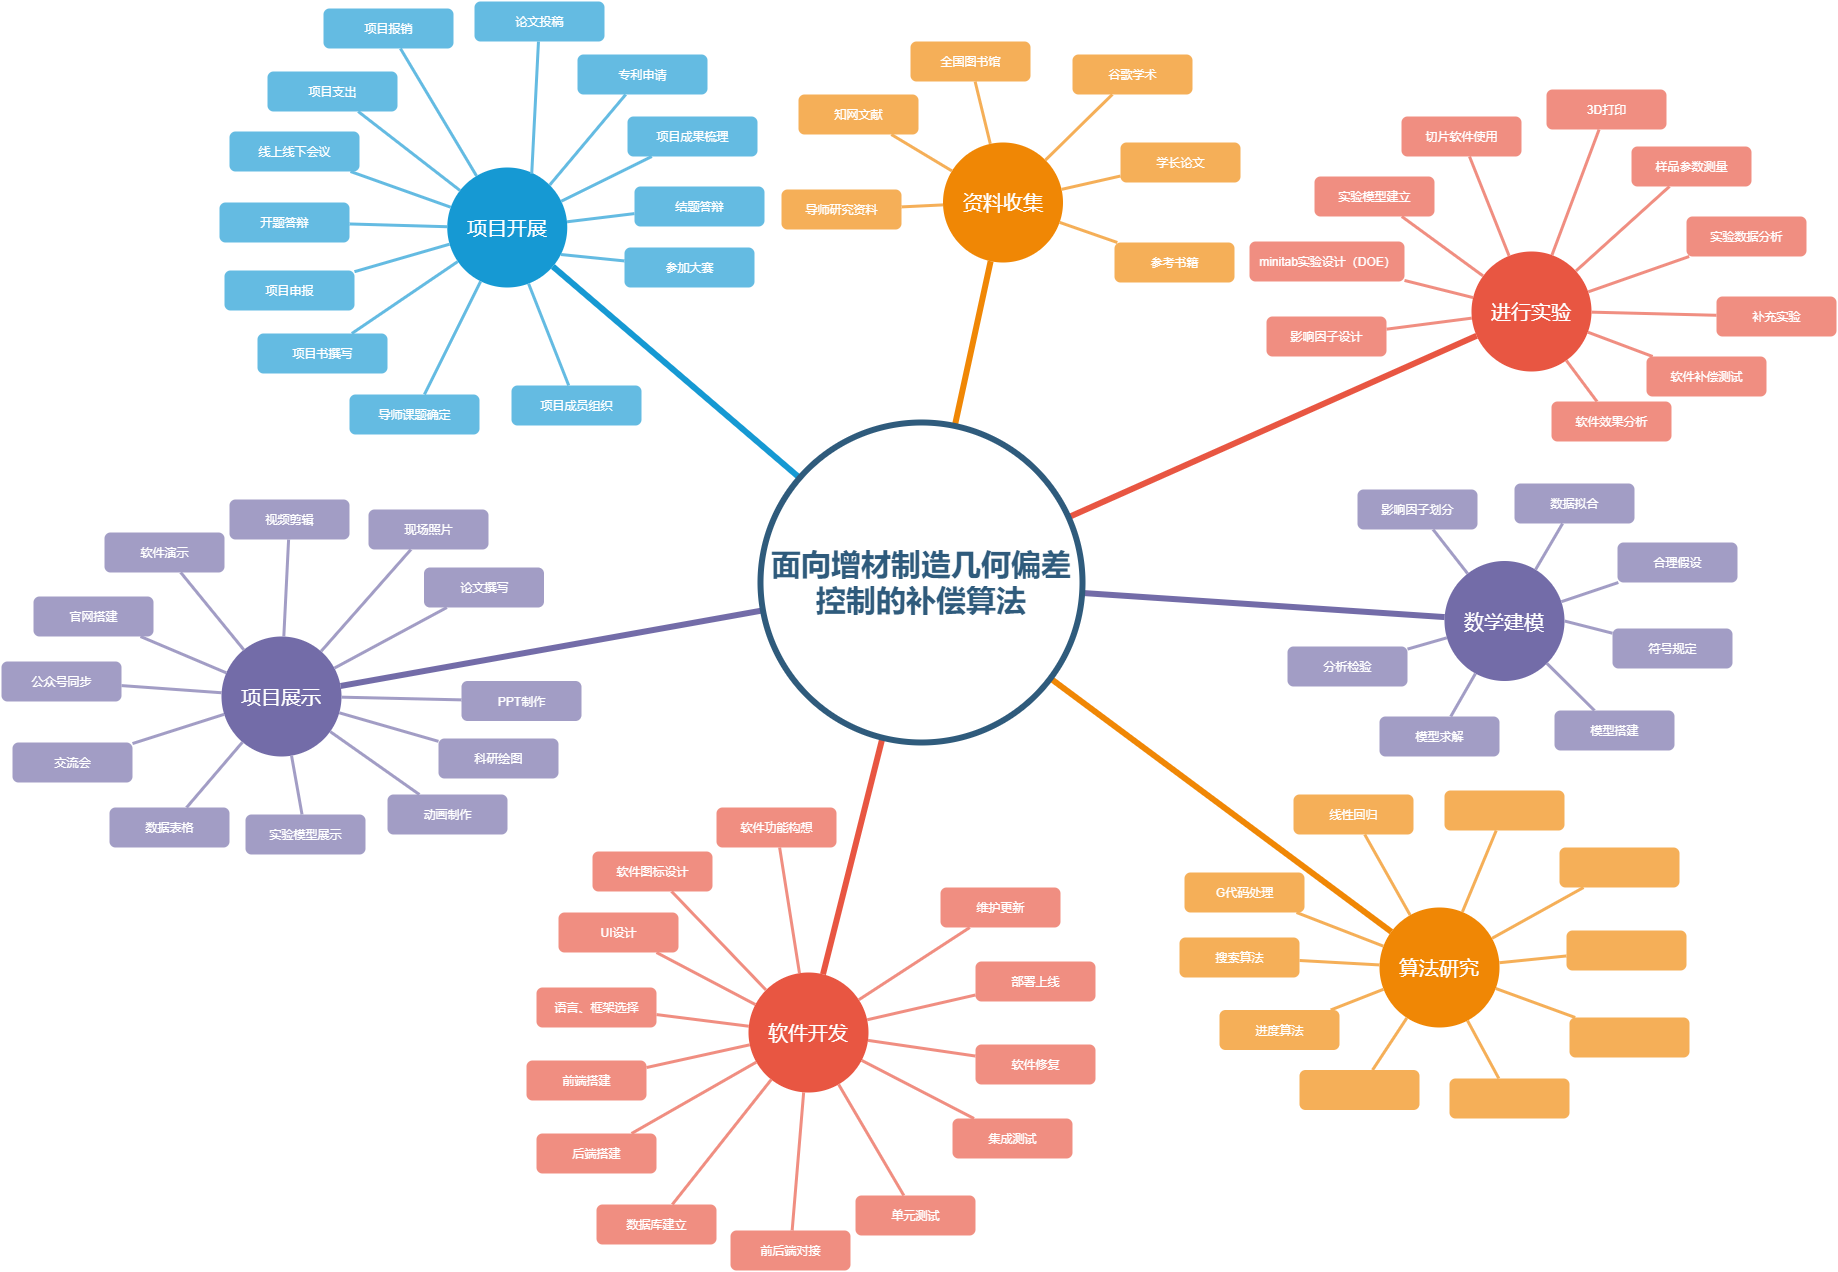 项目报销
论文投稿
专利申请
项目支出
项目成果梳理
线上线下会议
结题答辩
开题答辩
项目开展
参加大赛
项目申报
项目书撰写
导师课题确定
项目成员组织
全国图书馆
谷歌学术
知网文献
学长论文
资料收集
导师研究资料
参考书籍
3D打印
切片软件使用
样品参数测量
实验模型建立
实验数据分析
minitab实验设计（DOE）
进行实验
补充实验
影响因子设计
软件补偿测试
软件效果分析
面向增材制造几何偏差
控制的补偿算法
视频剪辑
现场照片
软件演示
论文撰写
官网搭建
公众号同步
项目展示
PPT制作
交流会
科研绘图
动画制作
数据表格
实验模型展示
影响因子划分
数据拟合
合理假设
数学建模
符号规定
分析检验
模型求解
模型搭建
软件功能构想
软件图标设计
维护更新
UI设计
部署上线
语言、框架选择
软件开发
软件修复
前端搭建
集成测试
后端搭建
单元测试
数据库建立
前后端对接
线性回归
G代码处理
搜索算法
算法研究
进度算法